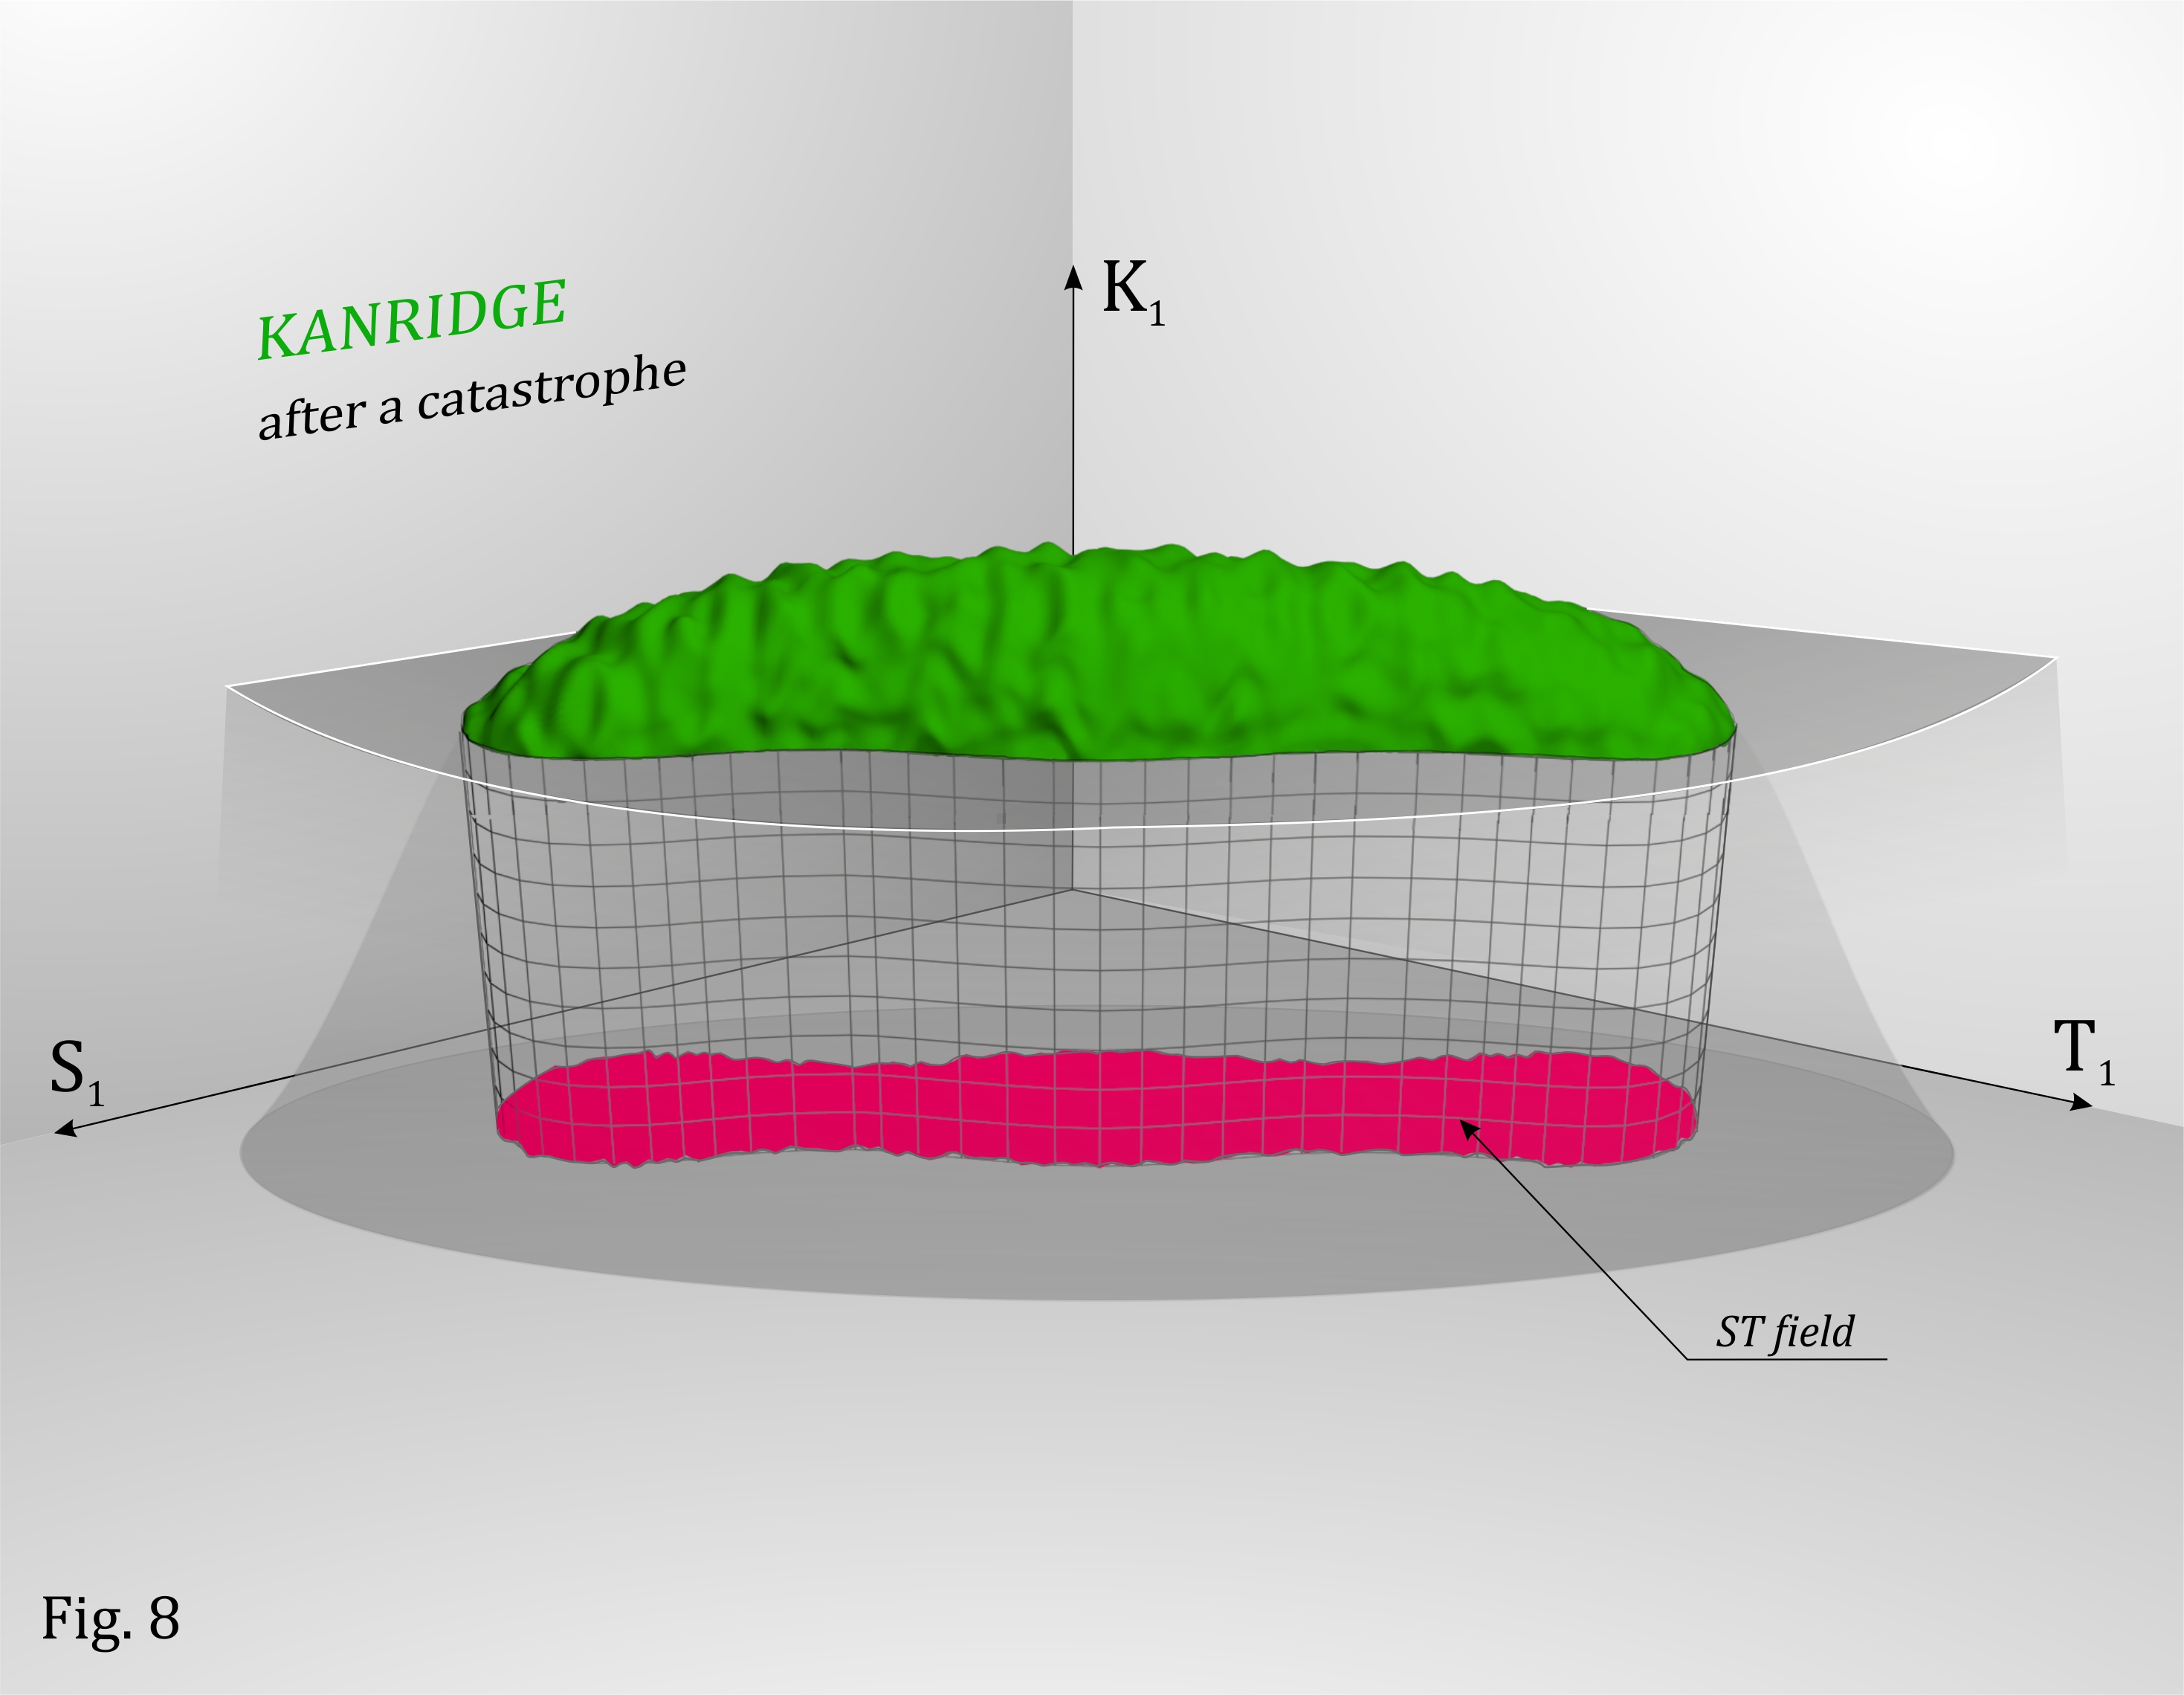 KANRIDGE
after a catastrophe
K₁
S₁
T₁
ST field
Fig. 8